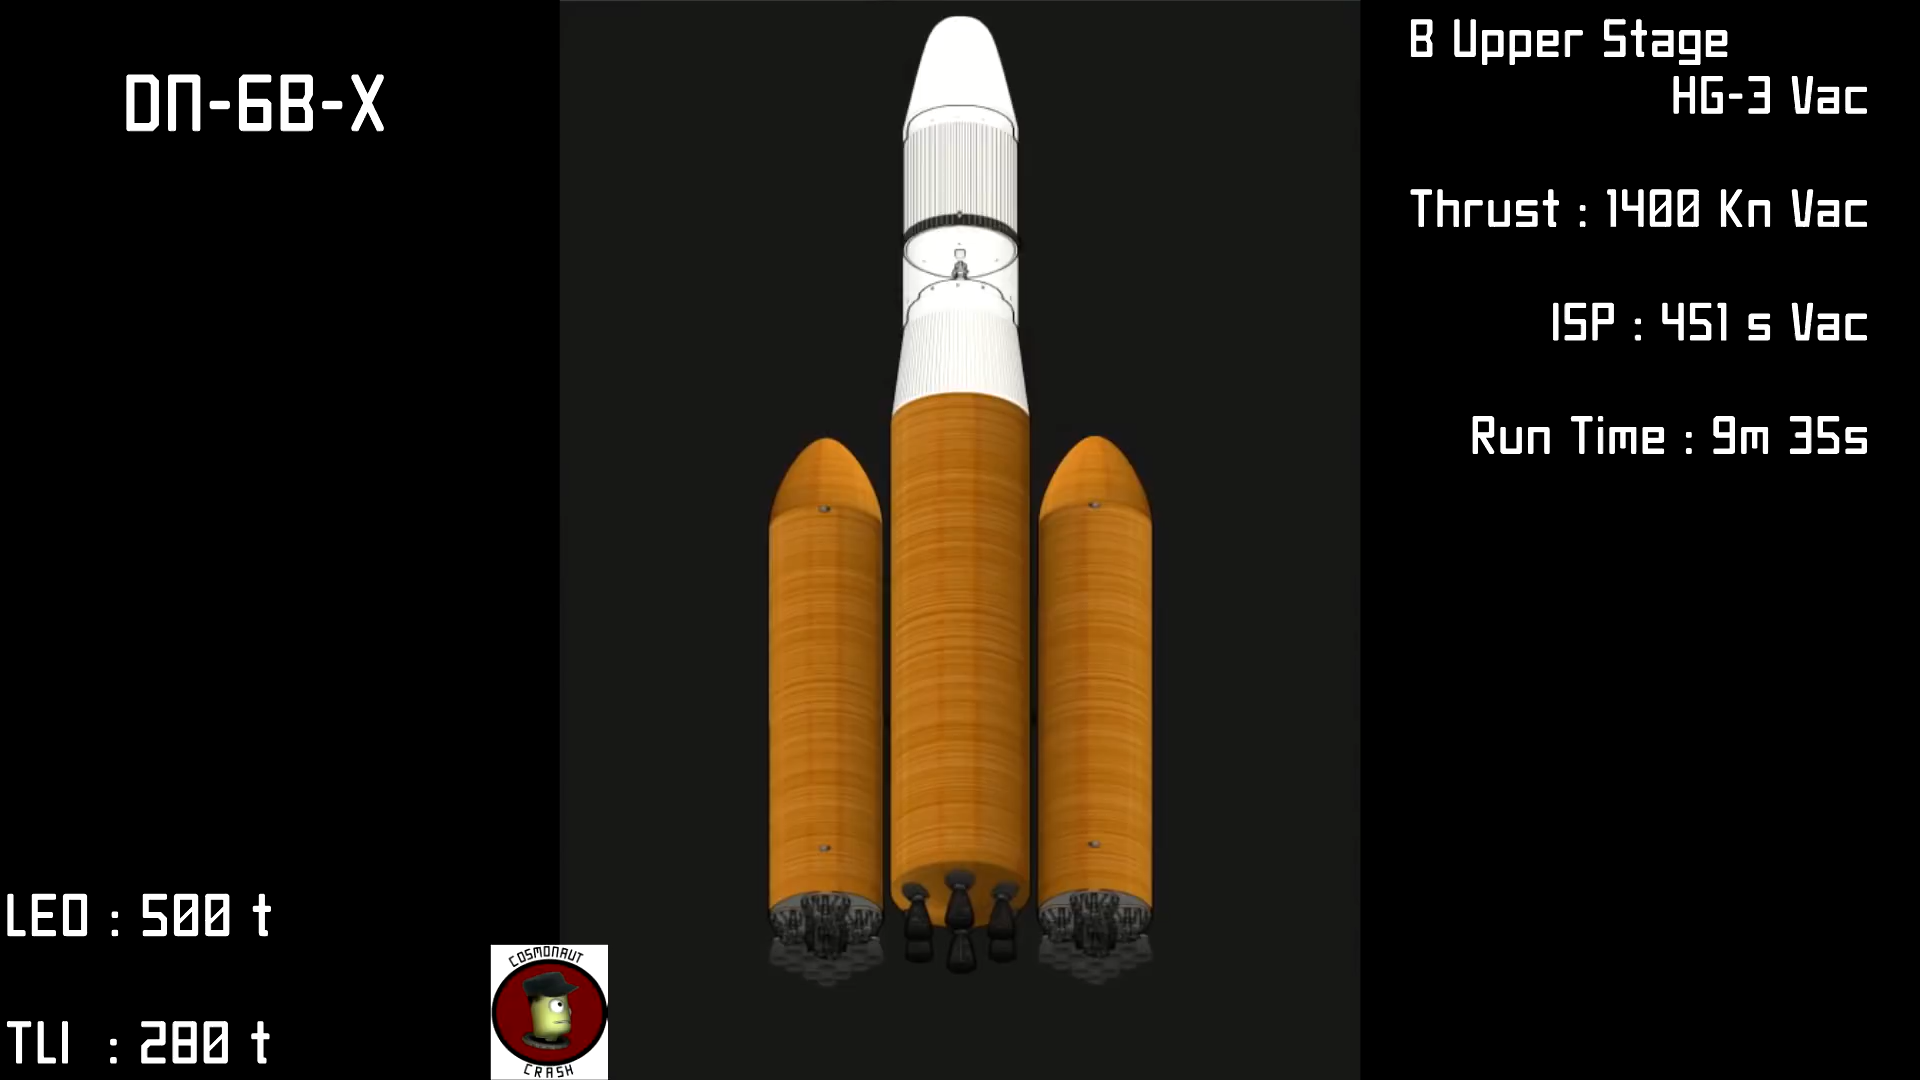 DП-6B-X
B Upper Stage
HG-3 Vac
Thrust : 1400 Kn Vac
ISP : 451 s Vac
Run Time : 9m 35s
LEO : 500 t
TLI : 280 t
COSMONAUT
CRASH